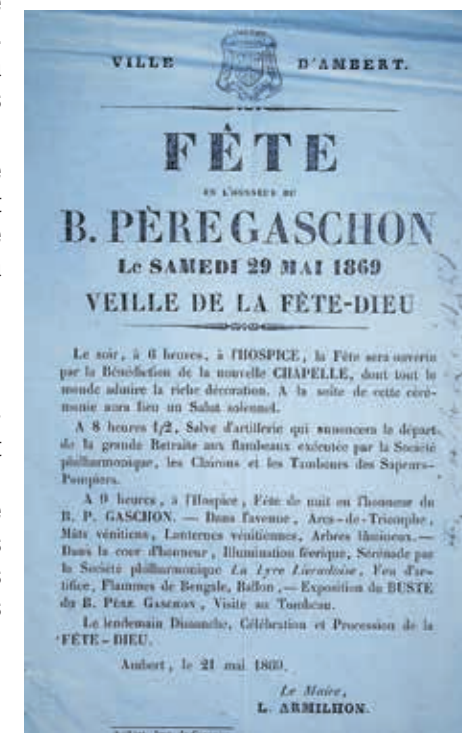 VILLE D'AMBERT.
FÊTE
EN L'HONNEUR DU
B. PÈRE GASCHON
LE SAMEDI 29 MAI 1869
VEILLE DE LA FÊTE-DIEU
Le soir, à 6 heures, à l'HOSPICE, la Fête sera ouverte
par la Bénédiction de la nouvelle CHAPELLE, dont tout le
monde admire la riche décoration. A la suite de cette céré-
monie aura lieu un Salut solennel.
A 8 heures 1/2, Salve d'artillerie qui annoncera le départ
de la grande Retraite aux flambeaux exécutée par la Société
philharmonique, les Clairons et les Tambours des Sapeurs-
Pompiers.
A 9 heures, à l'Hospice, Fête de nuit en l'honneur du
B. P. GASCHON. — Dans l'avenue, Arcs-de-Triomphe,
Mâts vénitiens, Lanternes vénitiennes, Arbres lumineux. —
Dans la cour d'honneur, Illumination féerique, Sérénade par
la Société philharmonique La Lyre Livradoise, Feu d'ar-
tifice, Flammes de Bengale, Ballon, — Exposition du BUSTE
du B. PÈRE GASCHON, Visite au Tombeau.
Le lendemain Dimanche, Célébration et Procession de la
FÊTE-DIEU.
Ambert, le 21 mai 1869.
Le Maire,
L. ARMILHON.